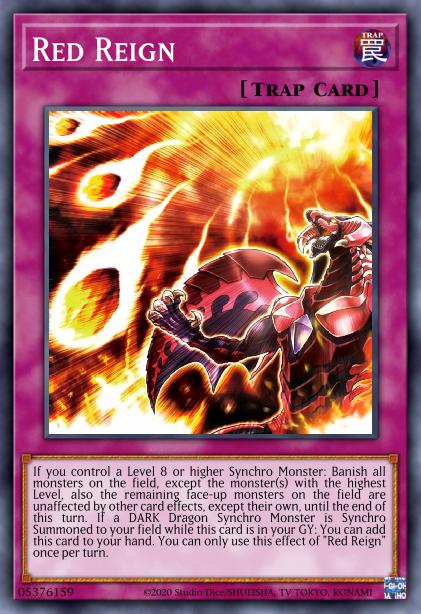 Red Reign
TRAP
罠
[Trap Card]
If you control a Level 8 or higher Synchro Monster: Banish all
monsters on the field, except the monster(s) with the highest
Level, also the remaining face-up monsters on the field are
unaffected by other card effects, except their own, until the end of
this turn. If a DARK Dragon Synchro Monster is Synchro
Summoned to your field while this card is in your GY: You can add
this card to your hand. You can only use this effect of "Red Reign"
once per turn.
05376159
©2020 Studio Dice/SHUEISHA, TV TOKYO, KONAMI